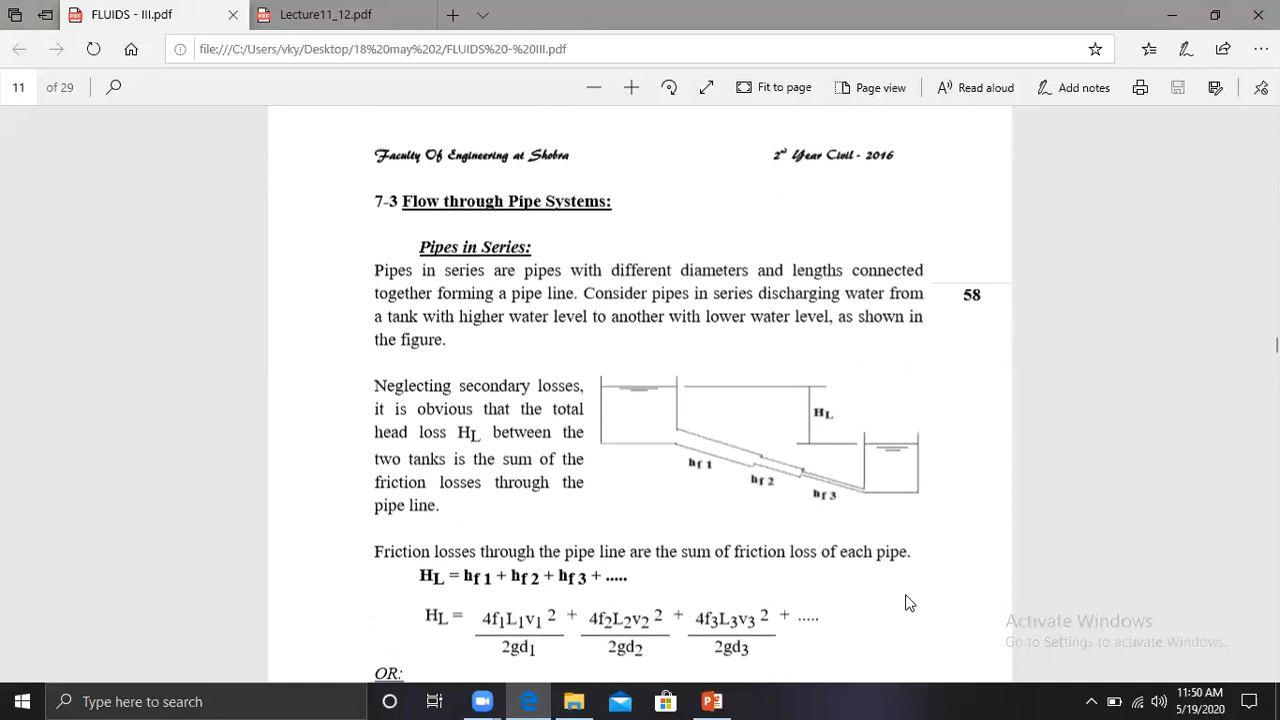 FLUIDS - III.pdf
Lecture11_12.pdf
file:///C:/Users/vky/Desktop/18%20may%202/FLUIDS%20-%20III.pdf
11 of 29
Fit to page
Page view
Read aloud
Add notes
Faculty Of Engineering at Shobra
2nd Year Civil - 2016
7-3 Flow through Pipe Systems:
Pipes in Series:
Pipes in series are pipes with different diameters and lengths connected
together forming a pipe line. Consider pipes in series discharging water from
58
a tank with higher water level to another with lower water level, as shown in
the figure.
Neglecting secondary losses,
it is obvious that the total
head loss HL between the
two tanks is the sum of the
friction losses through the
pipe line.
HL
hf 1
hf 2
hf 3
Friction losses through the pipe line are the sum of friction loss of each pipe.
HL = hf 1 + hf 2 + hf 3 + .....
HL = 4f1L1v1 2 + 4f2L2v2 2 + 4f3L3v3 2 + .....
2gd1 2gd2 2gd3
OR:
Activate Windows
Go to Settings to activate Windows.
Type here to search
11:50 AM
5/19/2020